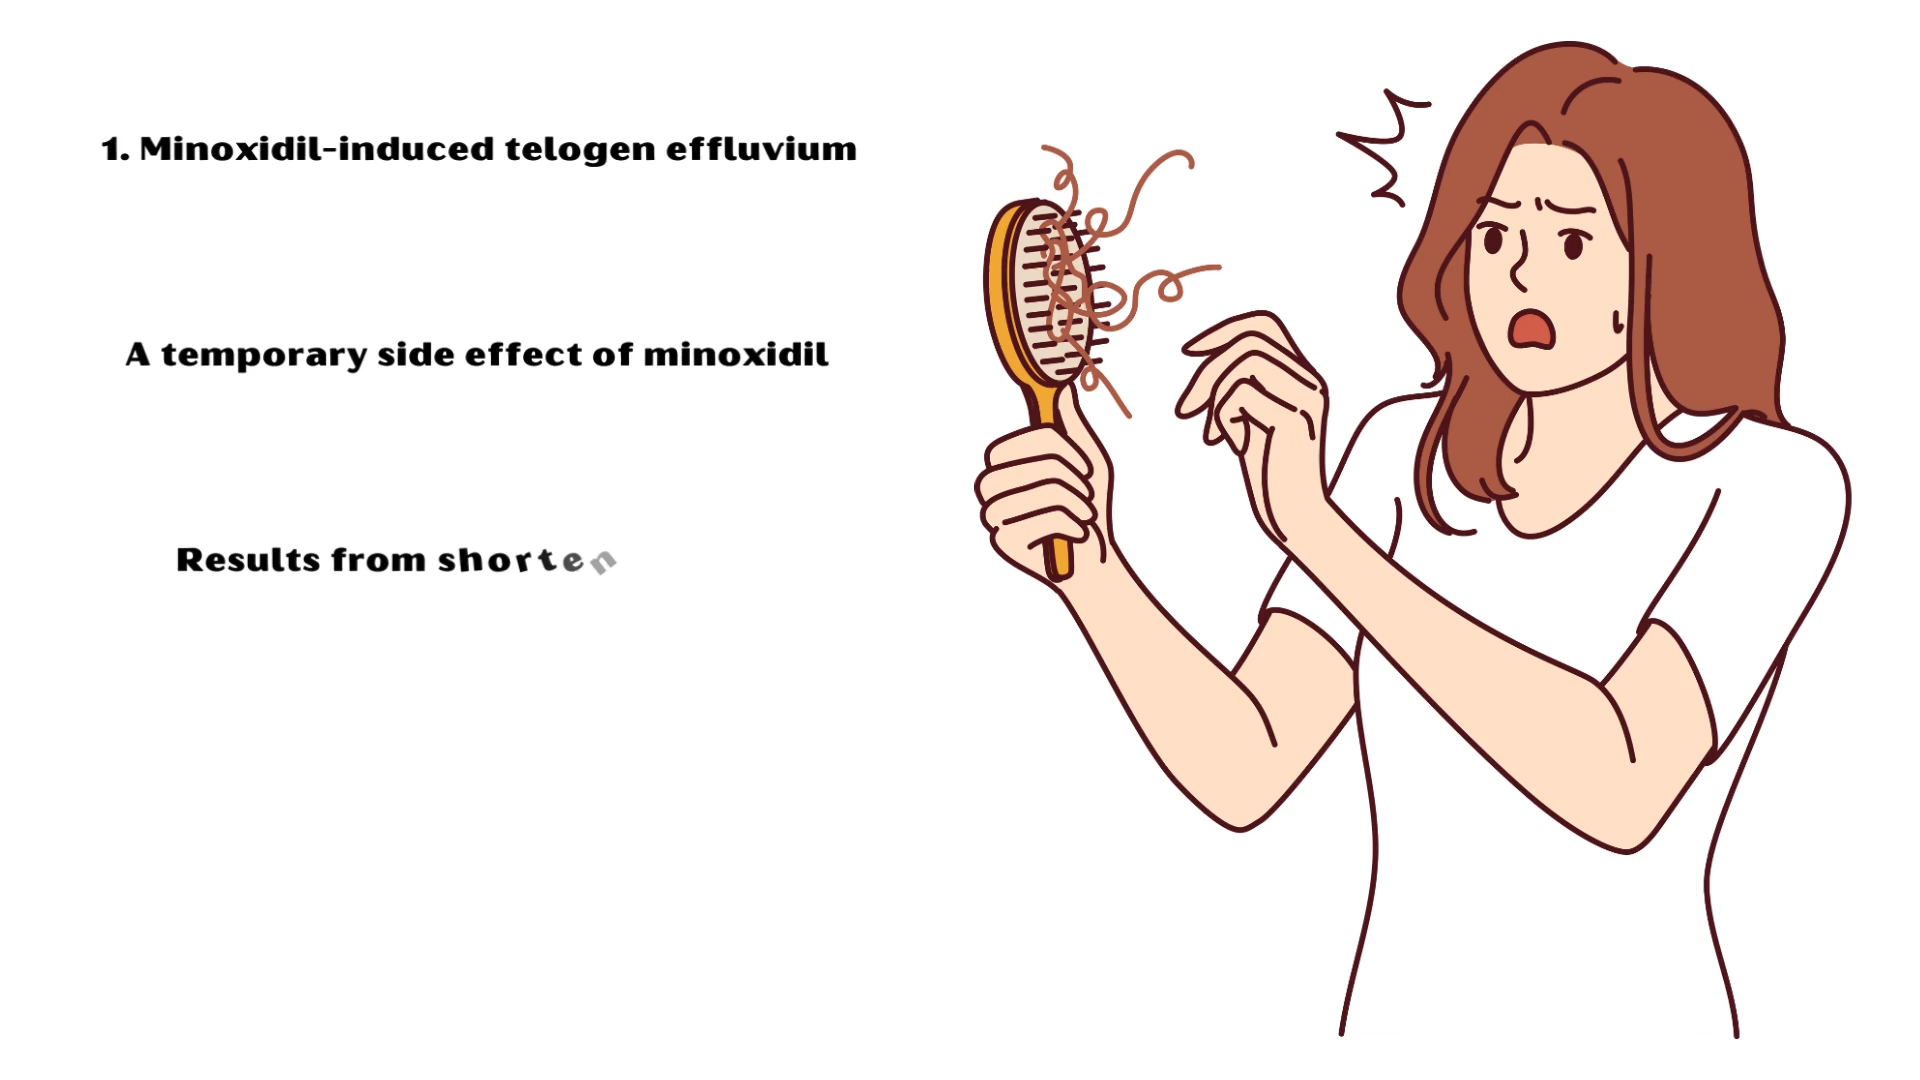 1. Minoxidil-induced telogen effluvium
A temporary side effect of minoxidil
Results from shorten